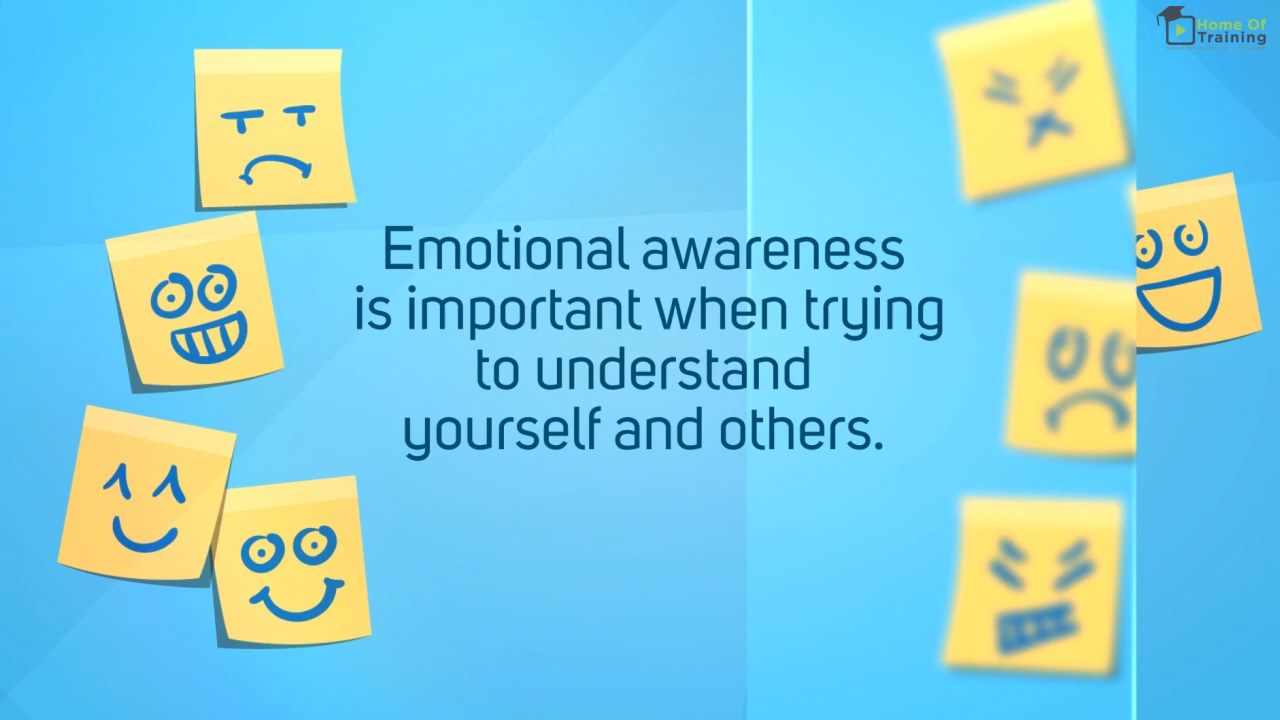 Home Of
Training
Emotional awareness
is important when trying
to understand
yourself and others.